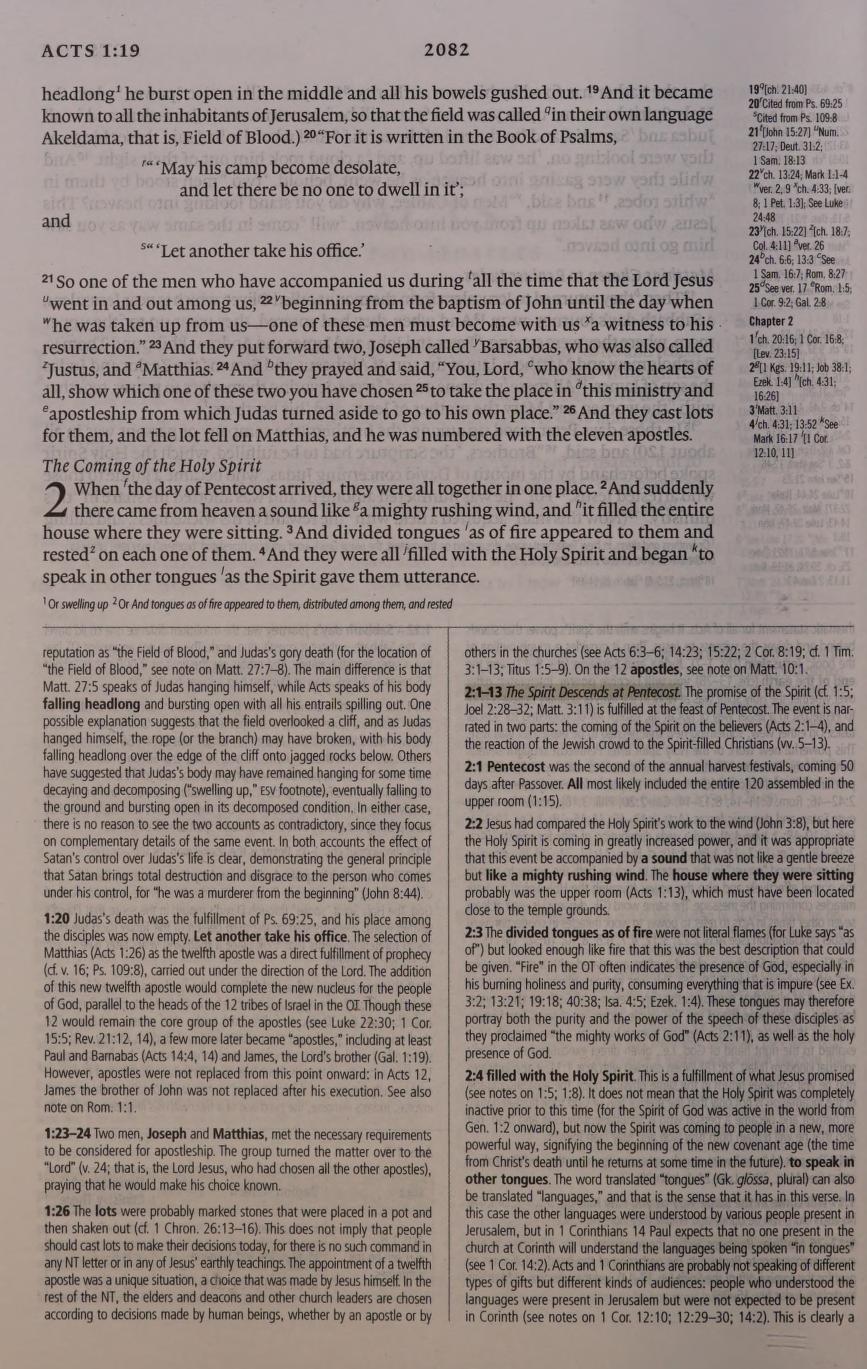 ACTS 1:19
2082
headlong¹ he burst open in the middle and all his bowels gushed out. ¹⁹ And it became
known to all the inhabitants of Jerusalem, so that the field was called ᑫin their own language
Akeldama, that is, Field of Blood.) ²⁰ “For it is written in the Book of Psalms,
ʳ“‘May his camp become desolate,
and let there be no one to dwell in it’;
and
ˢ“‘Let another take his office.’
²¹ So one of the men who have accompanied us during ᵗall the time that the Lord Jesus
ᵘwent in and out among us, ²² ᵛbeginning from the baptism of John until the day when
ʷhe was taken up from us—one of these men must become with us ˣa witness to his
resurrection.” ²³ And they put forward two, Joseph called ʸBarsabbas, who was also called
ᶻJustus, and ᵃMatthias. ²⁴ And ᵇthey prayed and said, “You, Lord, ᶜwho know the hearts of
all, show which one of these two you have chosen ²⁵ to take the place in ᵈthis ministry and
ᵉapostleship from which Judas turned aside to go to his own place.” ²⁶ And they cast lots
for them, and the lot fell on Matthias, and he was numbered with the eleven apostles.
The Coming of the Holy Spirit
2 When ᶠthe day of Pentecost arrived, they were all together in one place. ² And suddenly
there came from heaven a sound like ᵍa mighty rushing wind, and ʰit filled the entire
house where they were sitting. ³ And divided tongues ⁱas of fire appeared to them and
rested² on each one of them. ⁴ And they were all ʲfilled with the Holy Spirit and began ᵏto
speak in other tongues ˡas the Spirit gave them utterance.
¹ Or swelling up ² Or And tongues as of fire appeared to them, distributed among them, and rested
19 ᑫ[ch. 21:40]
20 ʳCited from Ps. 69:25
ˢCited from Ps. 109:8
21 ᵗ[John 15:27] ᵘNum.
27:17; Deut. 31:2;
1 Sam. 18:13
22 ᵛch. 13:24; Mark 1:1-4
ʷver. 2, 9 ˣch. 4:33; [ver.
8; 1 Pet. 1:3]; See Luke
24:48
23 ʸ[ch. 15:22] ᶻ[ch. 18:7;
Col. 4:11] ᵃver. 26
24 ᵇch. 6:6; 13:3 ᶜSee
1 Sam. 16:7; Rom. 8:27
25 ᵈSee ver. 17 ᵉRom. 1:5;
1 Cor. 9:2; Gal. 2:8
Chapter 2
1 ᶠch. 20:16; 1 Cor. 16:8;
[Lev. 23:15]
2 ᵍ[1 Kgs. 19:11; Job 38:1;
Ezek. 1:4] ʰ[ch. 4:31;
16:26]
3 ⁱMatt. 3:11
4 ʲch. 4:31; 13:52 ᵏSee
Mark 16:17 ˡ[1 Cor.
12:10, 11]
reputation as “the Field of Blood,” and Judas’s gory death (for the location of
“the Field of Blood,” see note on Matt. 27:7–8). The main difference is that
Matt. 27:5 speaks of Judas hanging himself, while Acts speaks of his body
falling headlong and bursting open with all his entrails spilling out. One
possible explanation suggests that the field overlooked a cliff, and as Judas
hanged himself, the rope (or the branch) may have broken, with his body
falling headlong over the edge of the cliff onto jagged rocks below. Others
have suggested that Judas’s body may have remained hanging for some time
decaying and decomposing (“swelling up,” ESV footnote), eventually falling to
the ground and bursting open in its decomposed condition. In either case,
there is no reason to see the two accounts as contradictory, since they focus
on complementary details of the same event. In both accounts the effect of
Satan’s control over Judas’s life is clear, demonstrating the general principle
that Satan brings total destruction and disgrace to the person who comes
under his control, for “he was a murderer from the beginning” (John 8:44).
1:20 Judas’s death was the fulfillment of Ps. 69:25, and his place among
the disciples was now empty. Let another take his office. The selection of
Matthias (Acts 1:26) as the twelfth apostle was a direct fulfillment of prophecy
(cf. v. 16; Ps. 109:8), carried out under the direction of the Lord. The addition
of this new twelfth apostle would complete the new nucleus for the people
of God, parallel to the heads of the 12 tribes of Israel in the OT. Though these
12 would remain the core group of the apostles (see Luke 22:30; 1 Cor.
15:5; Rev. 21:12, 14), a few more later became “apostles,” including at least
Paul and Barnabas (Acts 14:4, 14) and James, the Lord’s brother (Gal. 1:19).
However, apostles were not replaced from this point onward: in Acts 12,
James the brother of John was not replaced after his execution. See also
note on Rom. 1:1.
1:23–24 Two men, Joseph and Matthias, met the necessary requirements
to be considered for apostleship. The group turned the matter over to the
“Lord” (v. 24; that is, the Lord Jesus, who had chosen all the other apostles),
praying that he would make his choice known.
1:26 The lots were probably marked stones that were placed in a pot and
then shaken out (cf. 1 Chron. 26:13–16). This does not imply that people
should cast lots to make their decisions today, for there is no such command in
any NT letter or in any of Jesus’ earthly teachings. The appointment of a twelfth
apostle was a unique situation, a choice that was made by Jesus himself. In the
rest of the NT, the elders and deacons and other church leaders are chosen
according to decisions made by human beings, whether by an apostle or by
others in the churches (see Acts 6:3–6; 14:23; 15:22; 2 Cor. 8:19; cf. 1 Tim.
3:1–13; Titus 1:5–9). On the 12 apostles, see note on Matt. 10:1.
2:1–13 The Spirit Descends at Pentecost. The promise of the Spirit (cf. 1:5;
Joel 2:28–32; Matt. 3:11) is fulfilled at the feast of Pentecost. The event is nar-
rated in two parts: the coming of the Spirit on the believers (Acts 2:1–4), and
the reaction of the Jewish crowd to the Spirit-filled Christians (vv. 5–13).
2:1 Pentecost was the second of the annual harvest festivals, coming 50
days after Passover. All most likely included the entire 120 assembled in the
upper room (1:15).
2:2 Jesus had compared the Holy Spirit’s work to the wind (John 3:8), but here
the Holy Spirit is coming in greatly increased power, and it was appropriate
that this event be accompanied by a sound that was not like a gentle breeze
but like a mighty rushing wind. The house where they were sitting
probably was the upper room (Acts 1:13), which must have been located
close to the temple grounds.
2:3 The divided tongues as of fire were not literal flames (for Luke says “as
of”) but looked enough like fire that this was the best description that could
be given. “Fire” in the OT often indicates the presence of God, especially in
his burning holiness and purity, consuming everything that is impure (see Ex.
3:2; 13:21; 19:18; 40:38; Isa. 4:5; Ezek. 1:4). These tongues may therefore
portray both the purity and the power of the speech of these disciples as
they proclaimed “the mighty works of God” (Acts 2:11), as well as the holy
presence of God.
2:4 filled with the Holy Spirit. This is a fulfillment of what Jesus promised
(see notes on 1:5; 1:8). It does not mean that the Holy Spirit was completely
inactive prior to this time (for the Spirit of God was active in the world from
Gen. 1:2 onward), but now the Spirit was coming to people in a new, more
powerful way, signifying the beginning of the new covenant age (the time
from Christ’s death until he returns at some time in the future). to speak in
other tongues. The word translated “tongues” (Gk. glōssa, plural) can also
be translated “languages,” and that is the sense that it has in this verse. In
this case the other languages were understood by various people present in
Jerusalem, but in 1 Corinthians 14 Paul expects that no one present in the
church at Corinth will understand the languages being spoken “in tongues”
(see 1 Cor. 14:2). Acts and 1 Corinthians are probably not speaking of different
types of gifts but different kinds of audiences: people who understood the
languages were present in Jerusalem but were not expected to be present
in Corinth (see notes on 1 Cor. 12:10; 12:29–30; 14:2). This is clearly a